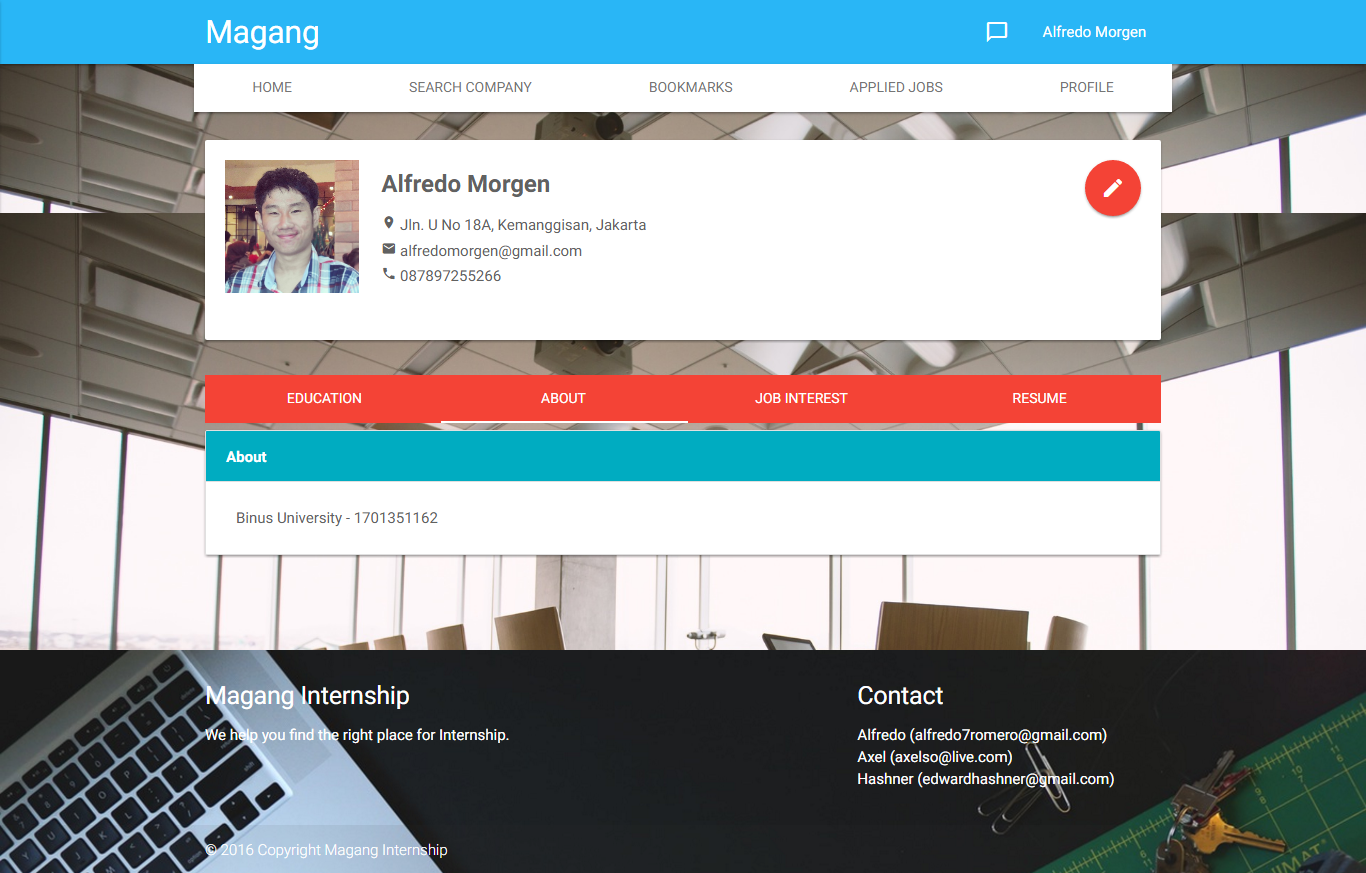 Magang
Alfredo Morgen
HOME SEARCH COMPANY BOOKMARKS APPLIED JOBS PROFILE
Alfredo Morgen
Jln. U No 18A, Kemanggisan, Jakarta
alfredomorgen@gmail.com
087897255266
EDUCATION ABOUT JOB INTEREST RESUME
About
Binus University - 1701351162
Magang Internship
We help you find the right place for Internship.
Contact
Alfredo (alfredo7romero@gmail.com)
Axel (axelso@live.com)
Hashner (edwardhashner@gmail.com)
© 2016 Copyright Magang Internship